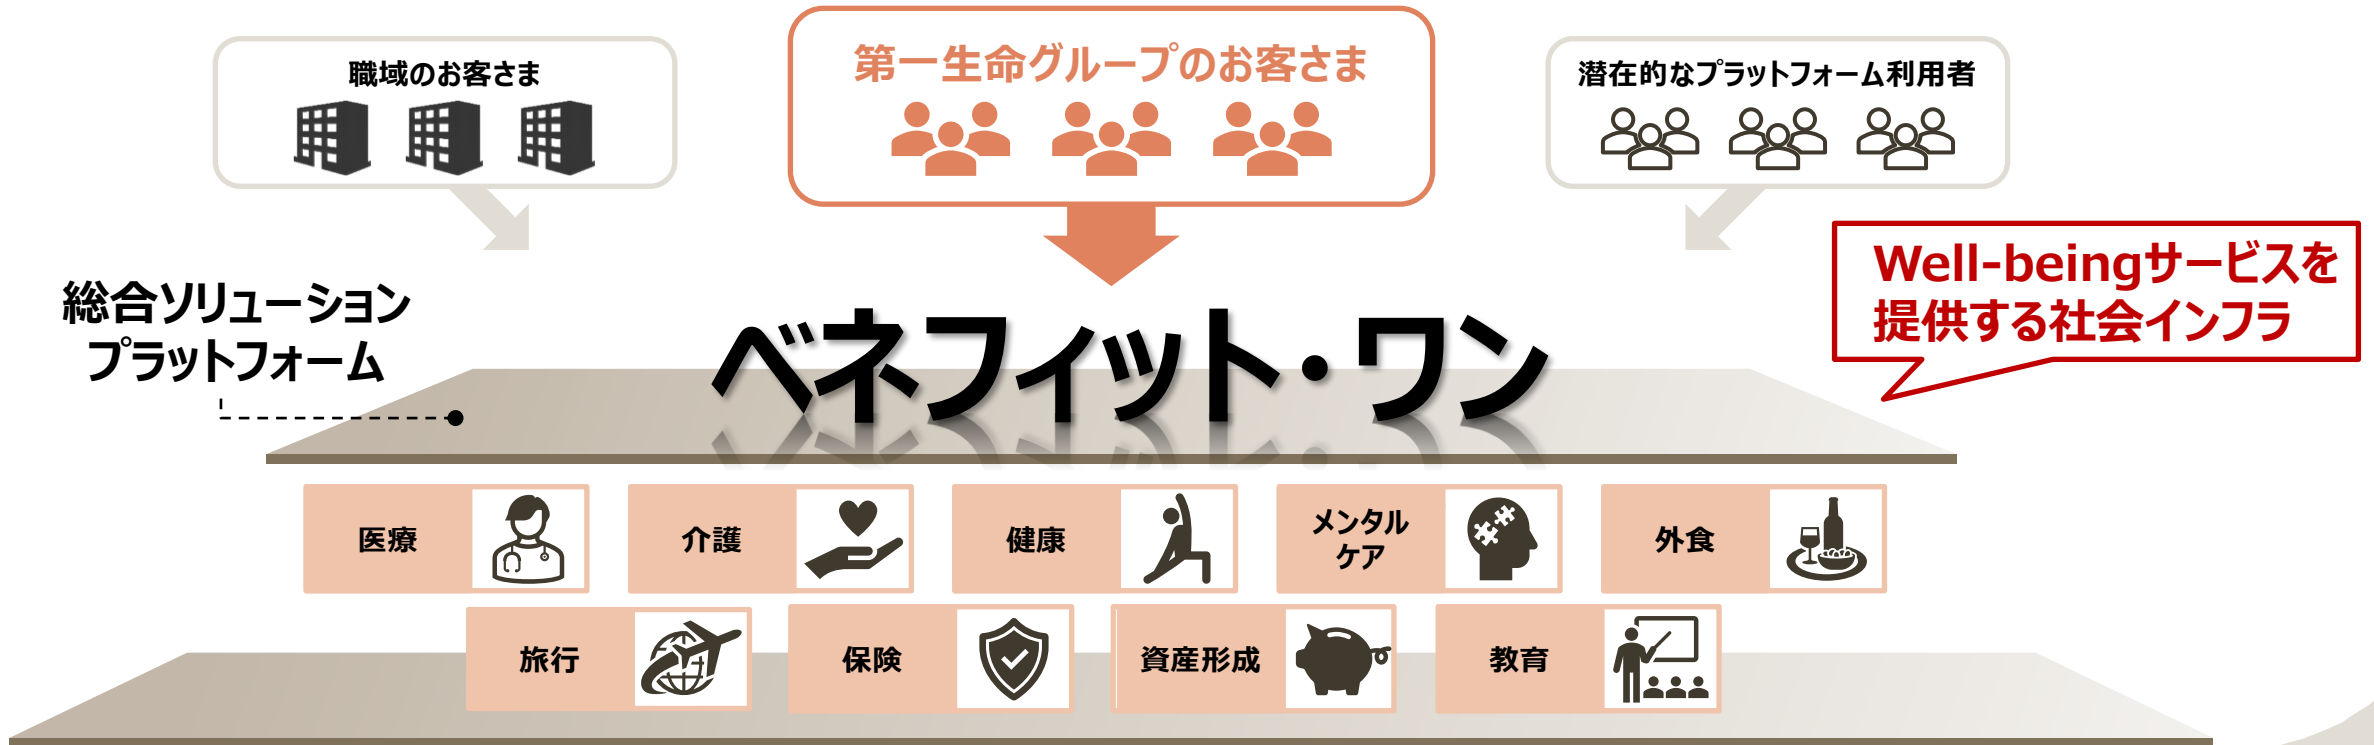 職域のお客さま
第一生命グループのお客さま
潜在的なプラットフォーム利用者
Well-beingサービスを
提供する社会インフラ
総合ソリューション
プラットフォーム
ベネフィット・ワン
医療
介護
健康
メンタル
ケア
外食
旅行
保険
資産形成
教育